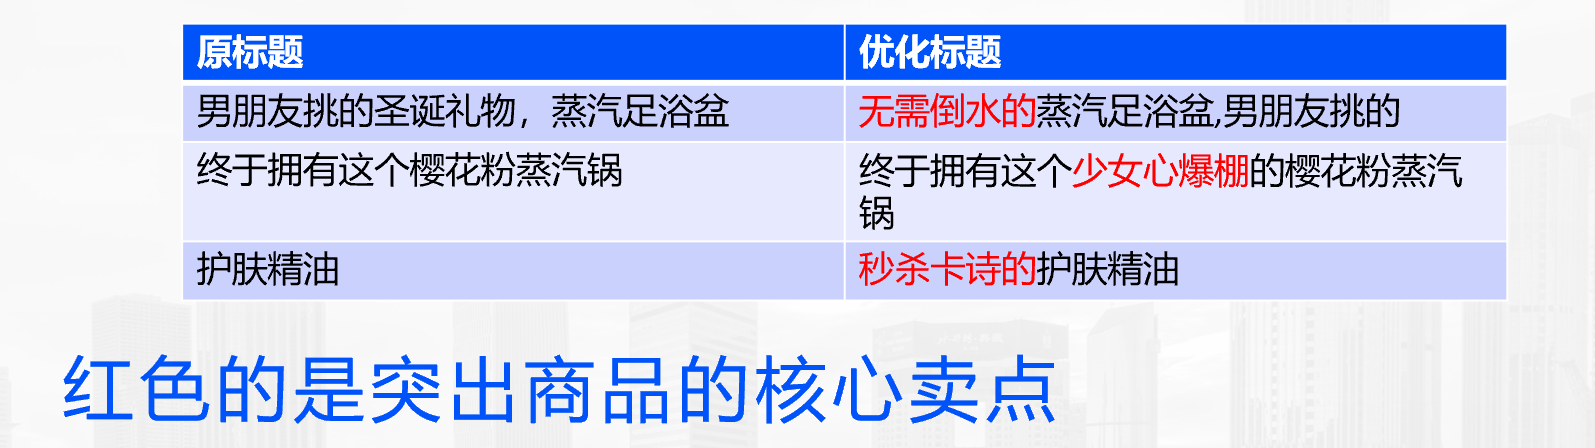 原标题
优化标题
男朋友挑的圣诞礼物，蒸汽足浴盆
无需倒水的蒸汽足浴盆,男朋友挑的
终于拥有这个樱花粉蒸汽锅
终于拥有这个少女心爆棚的樱花粉蒸汽
锅
护肤精油
秒杀卡诗的护肤精油
红色的是突出商品的核心卖点